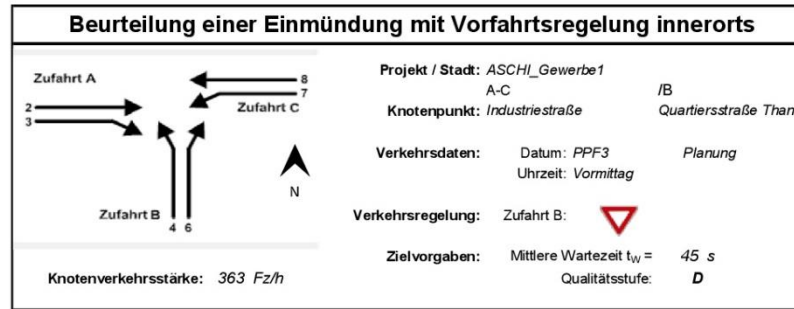 Beurteilung einer Einmündung mit Vorfahrtsregelung innerorts
Zufahrt A
8
7
Zufahrt C
2
3
N
Zufahrt B
4 6
Knotenverkehrsstärke: 363 Fz/h
Projekt / Stadt: ASCHI_Gewerbe1
A-C /B
Knotenpunkt: Industriestraße Quartiersstraße Than
Verkehrsdaten: Datum: PPF3 Planung
Uhrzeit: Vormittag
Verkehrsregelung: Zufahrt B:
Zielvorgaben: Mittlere Wartezeit tW = 45 s
Qualitätsstufe: D